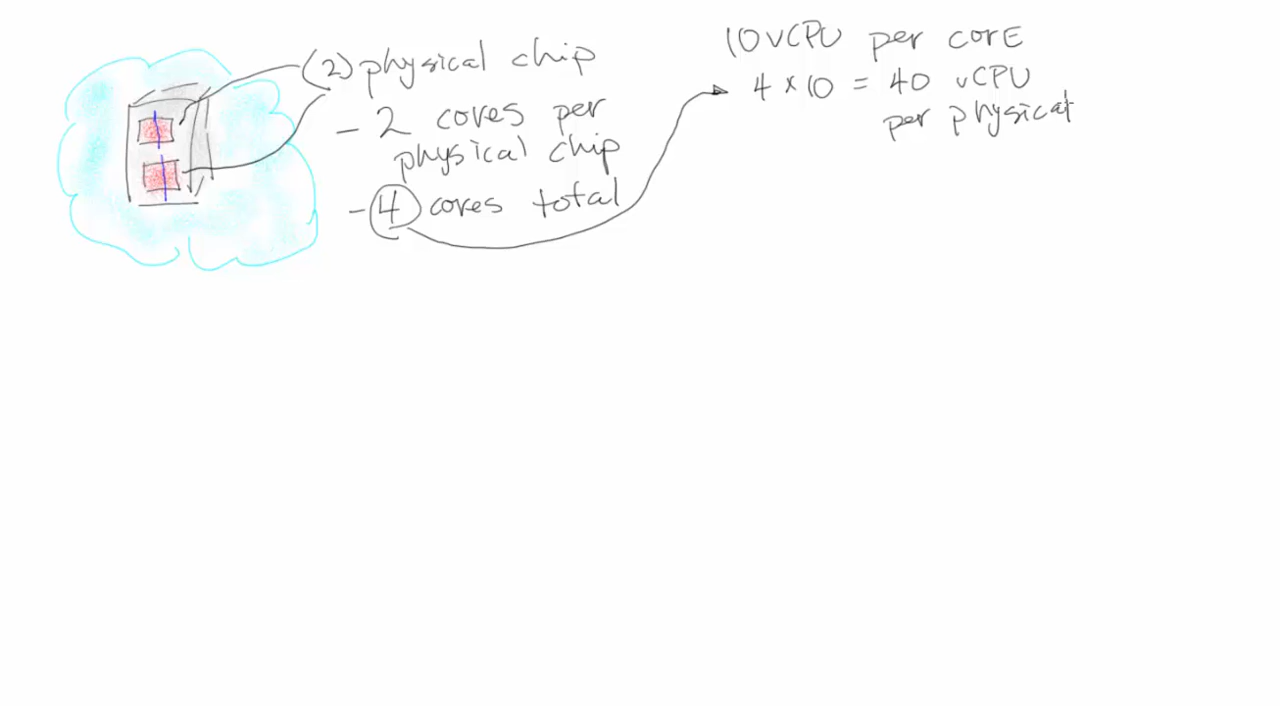 (2) physical chip
- 2 cores per
physical chip
- 4 cores total
10 vCPU per corE
4 × 10 = 40 vCPU
per physical